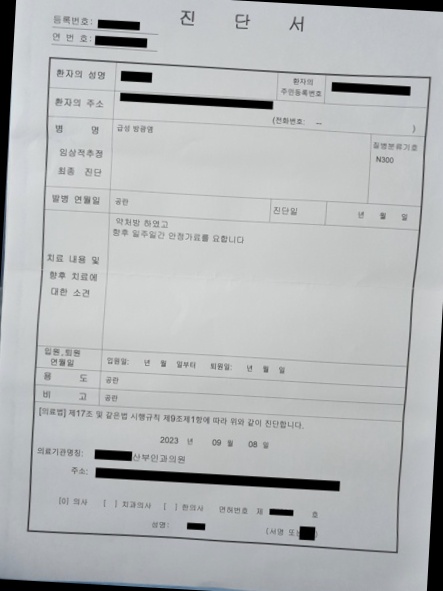 진 단 서
등록번호:
연 번 호:
환자의 성명
환자의
주민등록번호
환자의 주소
(전화번호: -- )
병 명
급성 방광염
질병분류기호
임상적추정
N300
최종 진단
발병 연월일
공란
진단일
년 월 일
약처방 하였고
향후 일주일간 안정가료를 요합니다
치료 내용 및
향후 치료에
대한 소견
입원,퇴원
연월일
입원일: 년 월 일부터 퇴원일: 년 월 일
용 도
공란
비 고
공란
[의료법] 제17조 및 같은법 시행규칙 제9조제1항에 따라 위와 같이 진단합니다.
2023 년 09 월 08 일
의료기관명칭: 산부인과의원
주소:
[0] 의사 [ ] 치과의사 [ ] 한의사 면허번호 제 호
성명: (서명 또는 )